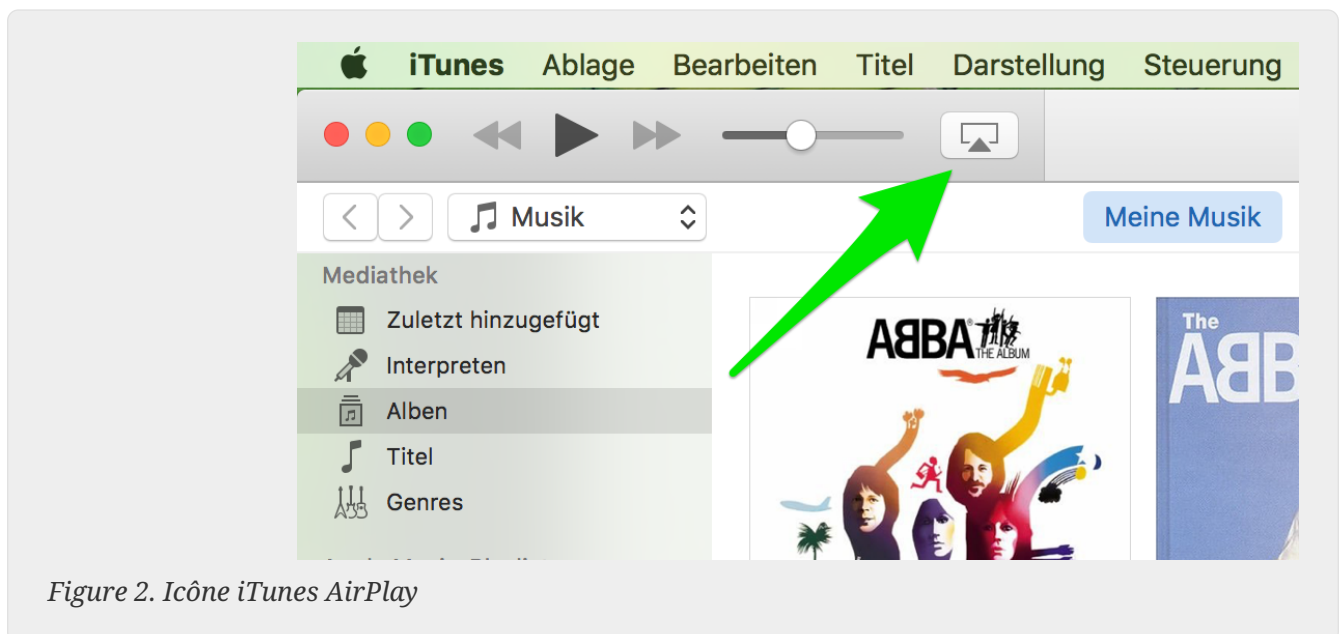 iTunes Ablage Bearbeiten Titel Darstellung Steuerung
Musik
Meine Musik
Mediathek
Zuletzt hinzugefügt
Interpreten
Alben
Titel
Genres
ABBA
THE ALBUM
The
ABB
Figure 2. Icône iTunes AirPlay